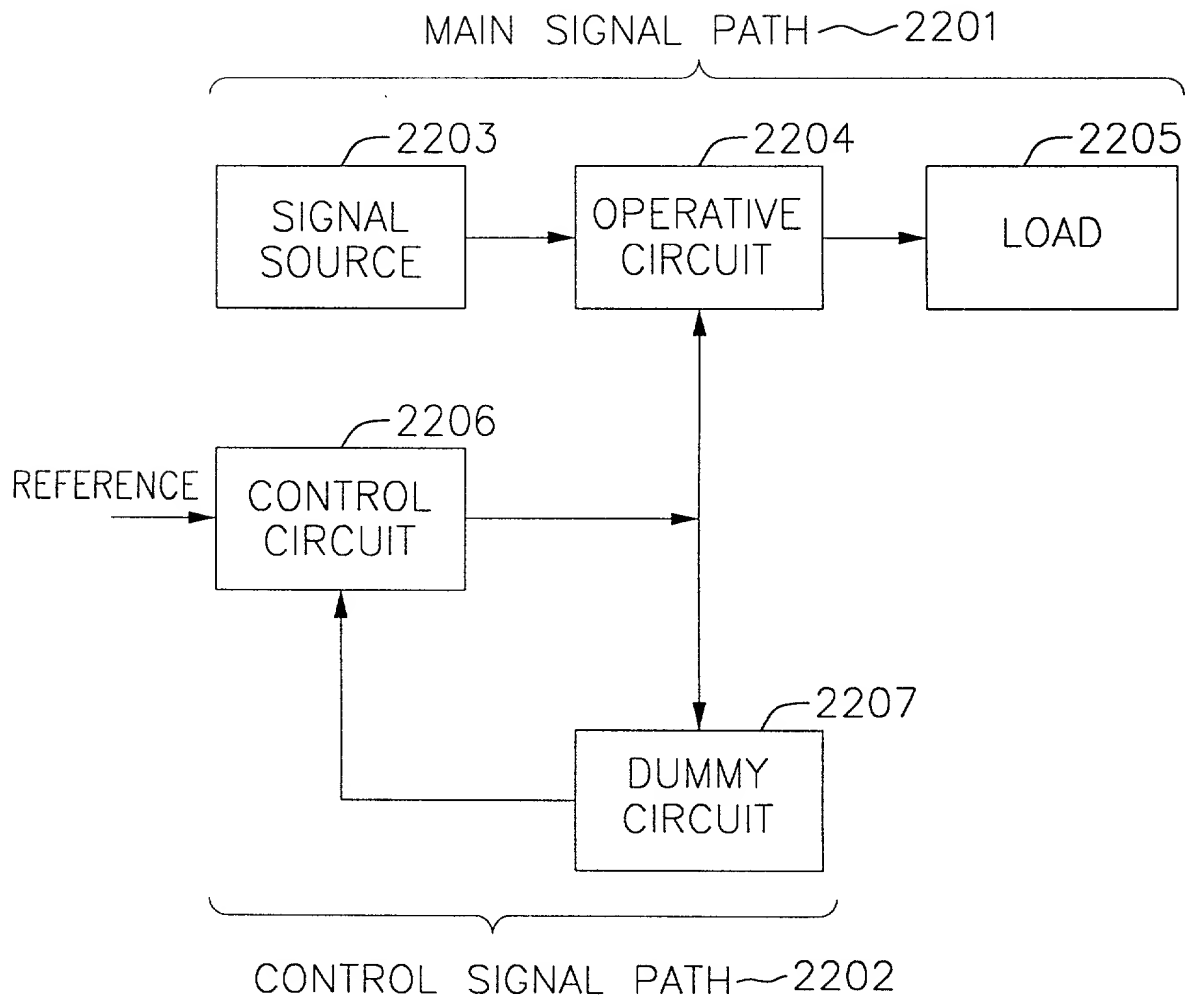 MAIN SIGNAL PATH 2201
2203
2204
2205
SIGNAL
SOURCE
OPERATIVE
CIRCUIT
LOAD
2206
REFERENCE
CONTROL
CIRCUIT
2207
DUMMY
CIRCUIT
CONTROL SIGNAL PATH 2202